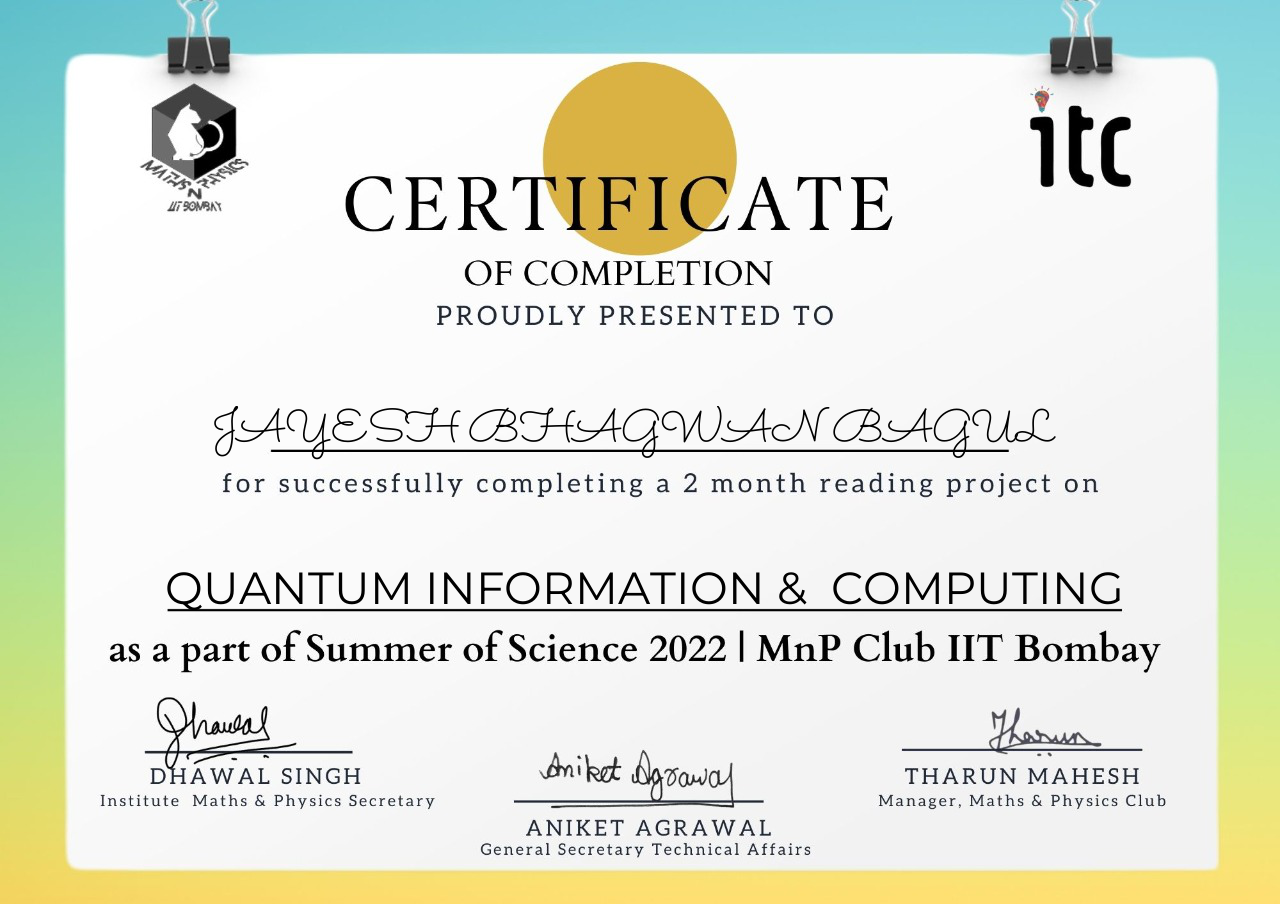 MATHS N PHYSICS
IIT BOMBAY
itc
CERTIFICATE
OF COMPLETION
PROUDLY PRESENTED TO
JAYESH BHAGWAN BAGUL
for successfully completing a 2 month reading project on
QUANTUM INFORMATION & COMPUTING
as a part of Summer of Science 2022 | MnP Club IIT Bombay
Dhawal
Aniket Agrawal
Tharun
DHAWAL SINGH
Institute Maths & Physics Secretary
ANIKET AGRAWAL
General Secretary Technical Affairs
THARUN MAHESH
Manager, Maths & Physics Club